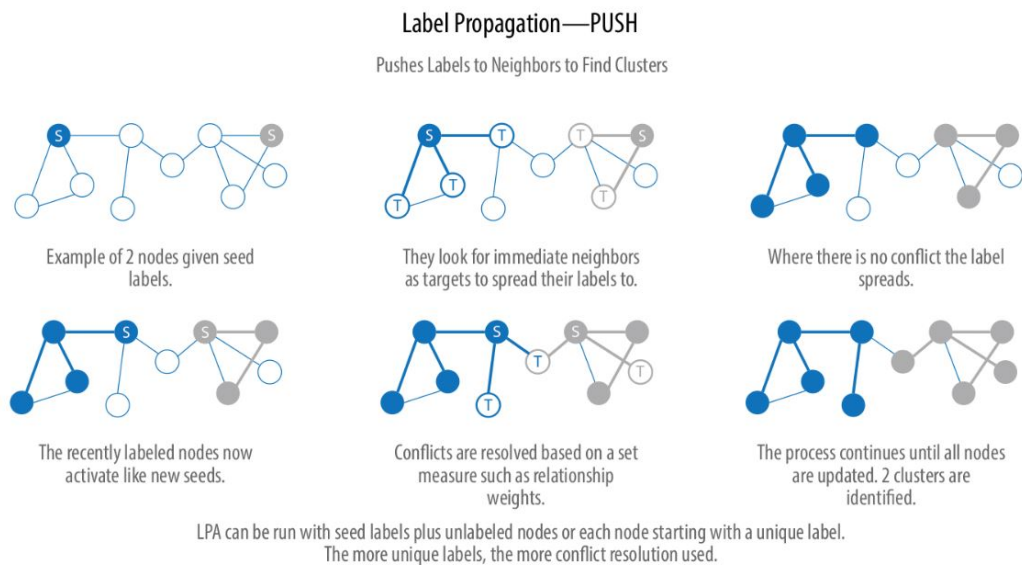 Label Propagation—PUSH
Pushes Labels to Neighbors to Find Clusters
S
S
Example of 2 nodes given seed
labels.
S
T
T
S
T
T
T
They look for immediate neighbors
as targets to spread their labels to.
Where there is no conflict the label
spreads.
S
S
The recently labeled nodes now
activate like new seeds.
S
S
T
T
T
Conflicts are resolved based on a set
measure such as relationship
weights.
The process continues until all nodes
are updated. 2 clusters are
identified.
LPA can be run with seed labels plus unlabeled nodes or each node starting with a unique label.
The more unique labels, the more conflict resolution used.